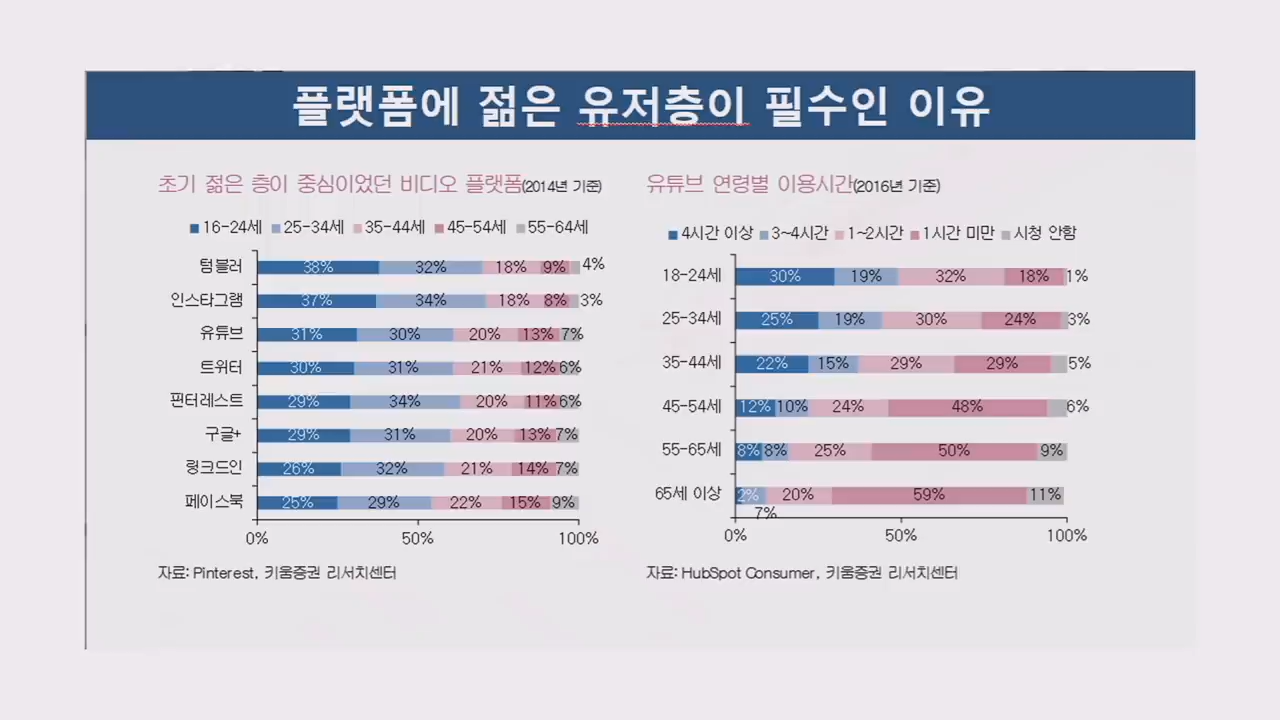 플랫폼에 젊은 유저층이 필수인 이유
초기 젊은 층이 중심이었던 비디오 플랫폼(2014년 기준)
16-24세 25-34세 35-44세 45-54세 55-64세
텀블러 38% 32% 18% 9% 4%
인스타그램 37% 34% 18% 8% 3%
유튜브 31% 30% 20% 13% 7%
트위터 30% 31% 21% 12% 6%
핀터레스트 29% 34% 20% 11% 6%
구글+ 29% 31% 20% 13% 7%
링크드인 26% 32% 21% 14% 7%
페이스북 25% 29% 22% 15% 9%
0% 50% 100%
자료: Pinterest, 키움증권 리서치센터
유튜브 연령별 이용시간(2016년 기준)
4시간 이상 3~4시간 1~2시간 1시간 미만 시청 안함
18-24세 30% 19% 32% 18% 1%
25-34세 25% 19% 30% 24% 3%
35-44세 22% 15% 29% 29% 5%
45-54세 12% 10% 24% 48% 6%
55-65세 8% 8% 25% 50% 9%
65세 이상 2% 7% 20% 59% 11%
0% 50% 100%
자료: HubSpot Consumer, 키움증권 리서치센터